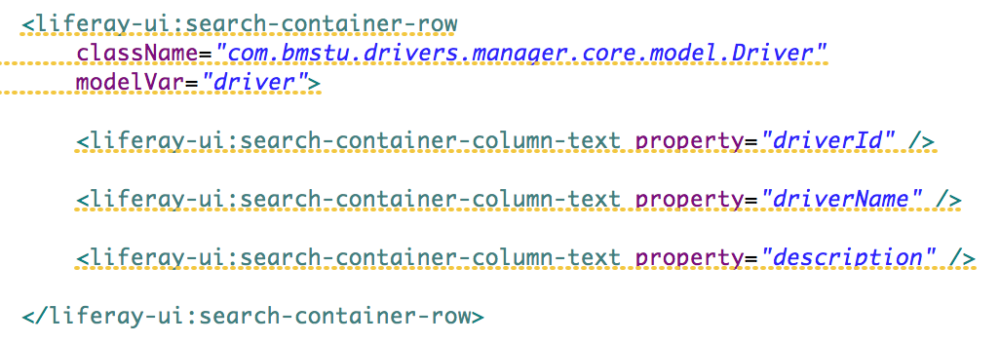 <liferay-ui:search-container-row
className="com.bmstu.drivers.manager.core.model.Driver"
modelVar="driver">
<liferay-ui:search-container-column-text property="driverId" />
<liferay-ui:search-container-column-text property="driverName" />
<liferay-ui:search-container-column-text property="description" />
</liferay-ui:search-container-row>